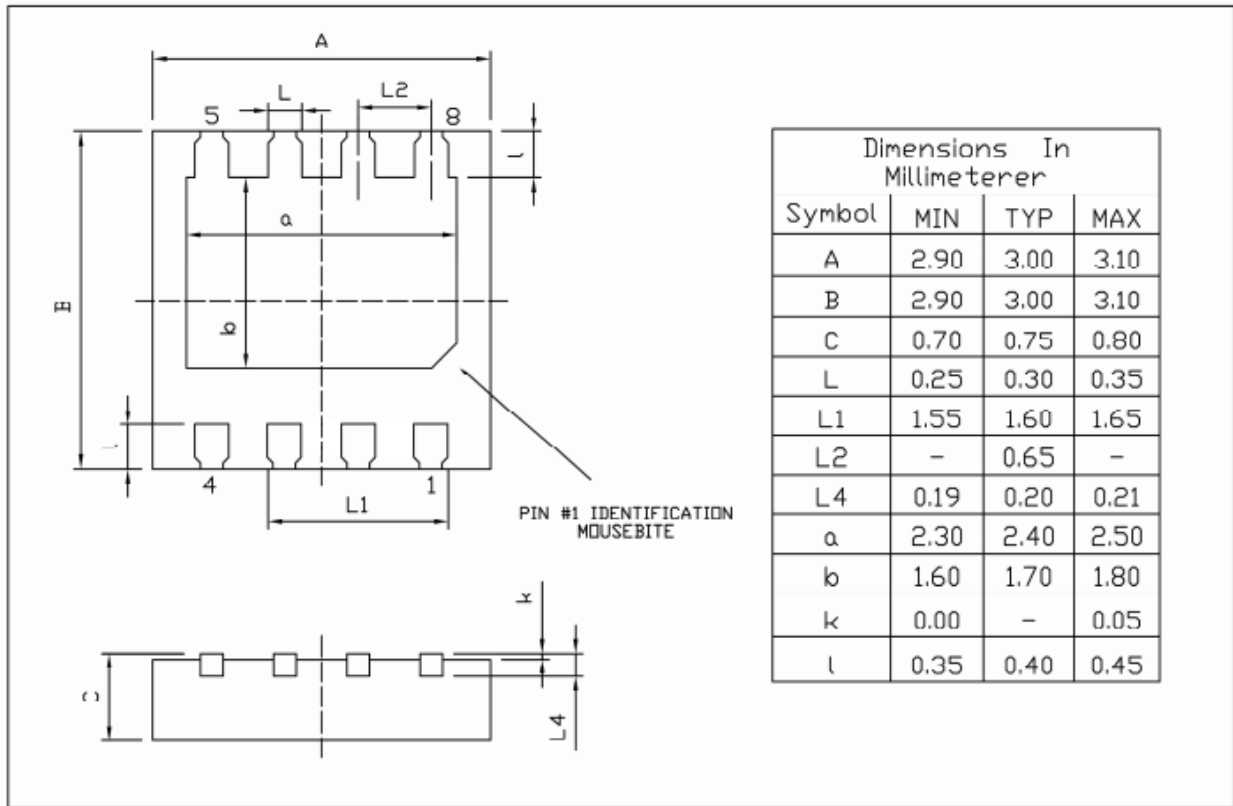 A
L
L2
5
8
l
a
B
b
l
4
1
L1
PIN #1 IDENTIFICATION
MOUSEBITE
k
C
L4
Dimensions In
Millimeterer
Symbol MIN TYP MAX
A 2.90 3.00 3.10
B 2.90 3.00 3.10
C 0.70 0.75 0.80
L 0.25 0.30 0.35
L1 1.55 1.60 1.65
L2 - 0.65 -
L4 0.19 0.20 0.21
a 2.30 2.40 2.50
b 1.60 1.70 1.80
k 0.00 - 0.05
l 0.35 0.40 0.45